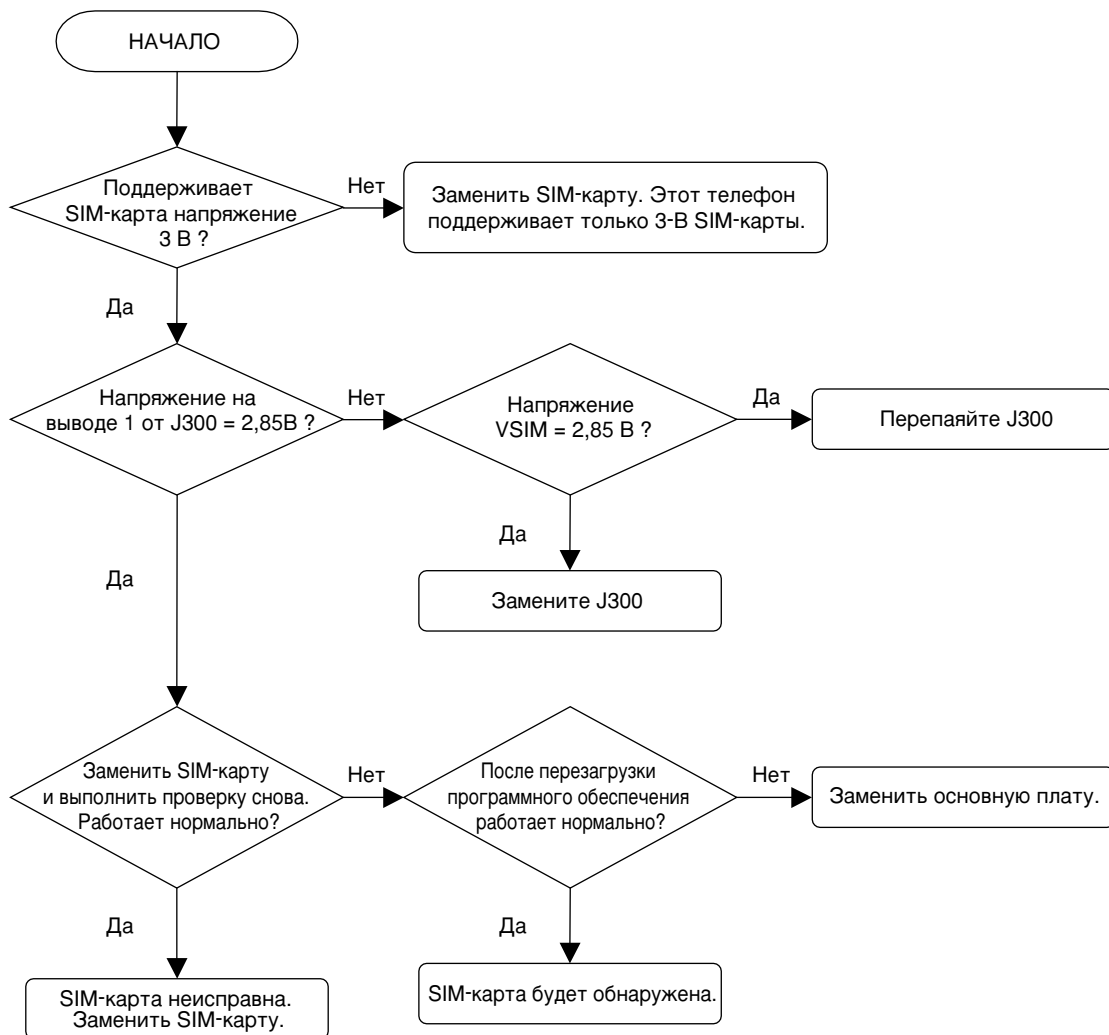 НАЧАЛО
Поддерживает
SIM-карта напряжение
3 В ?
Нет
Заменить SIM-карту. Этот телефон
поддерживает только 3-В SIM-карты.
Да
Напряжение на
выводе 1 от J300 = 2,85В ?
Нет
Напряжение
VSIM = 2,85 В ?
Да
Перепаяйте J300
Да
Замените J300
Да
Заменить SIM-карту
и выполнить проверку снова.
Работает нормально?
Нет
После перезагрузки
программного обеспечения
работает нормально?
Нет
Заменить основную плату.
Да
SIM-карта неисправна.
Заменить SIM-карту.
Да
SIM-карта будет обнаружена.